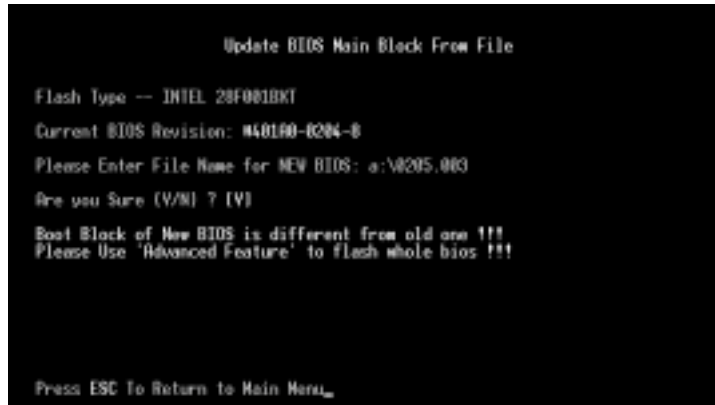 Update BIOS Main Block From File
Flash Type -- INTEL 28F001BXT
Current BIOS Revision: #401A0-0204-8
Please Enter File Name for NEW BIOS: a:\0205.003
Are you Sure (Y/N) ? [Y]
Boot Block of New BIOS is different from old one !!!
Please Use 'Advanced Feature' to flash whole bios !!!
Press ESC To Return to Main Menu_